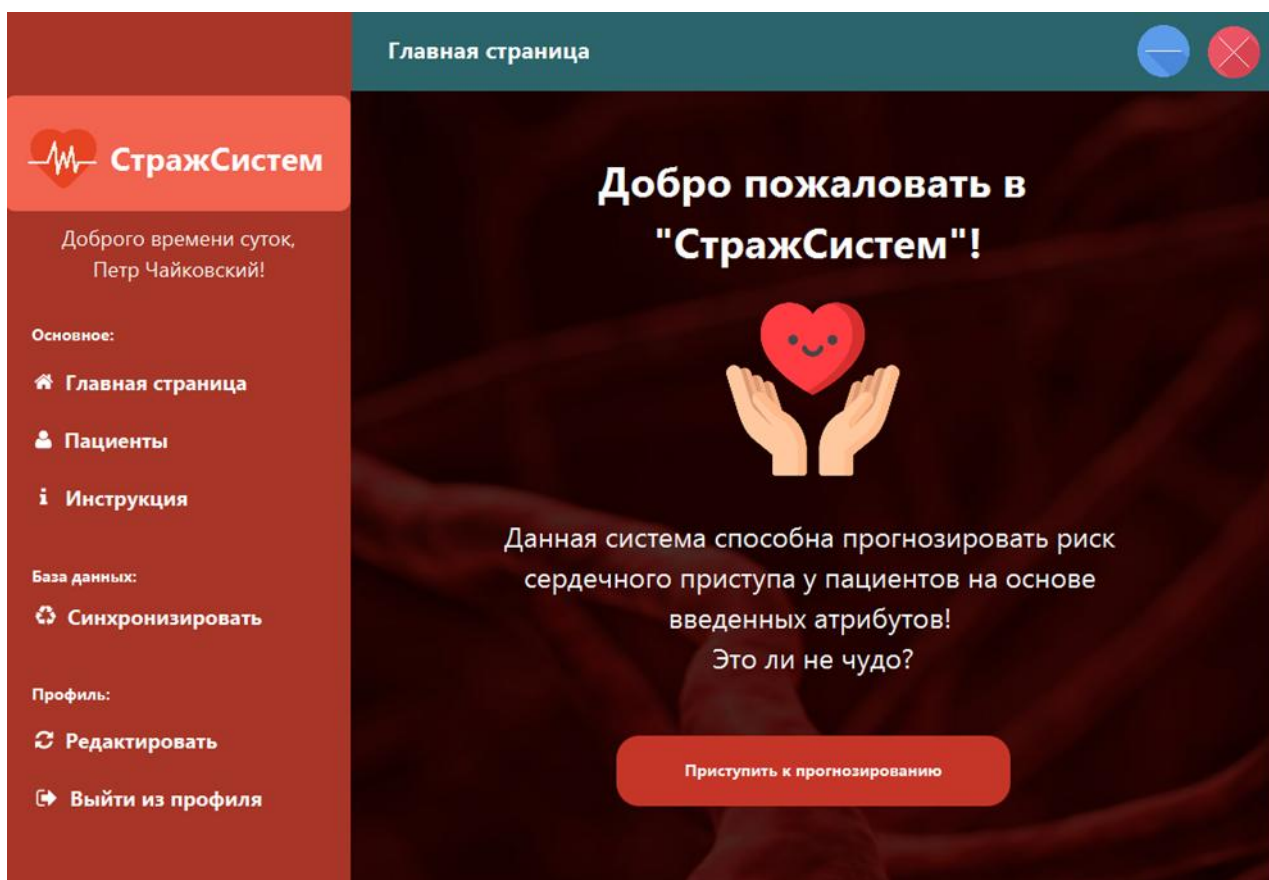 Главная страница
СтражСистем
Доброго времени суток,
Петр Чайковский!
Основное:
Главная страница
Пациенты
Инструкция
База данных:
Синхронизировать
Профиль:
Редактировать
Выйти из профиля
Добро пожаловать в
"СтражСистем"!
Данная система способна прогнозировать риск
сердечного приступа у пациентов на основе
введенных атрибутов!
Это ли не чудо?
Приступить к прогнозированию